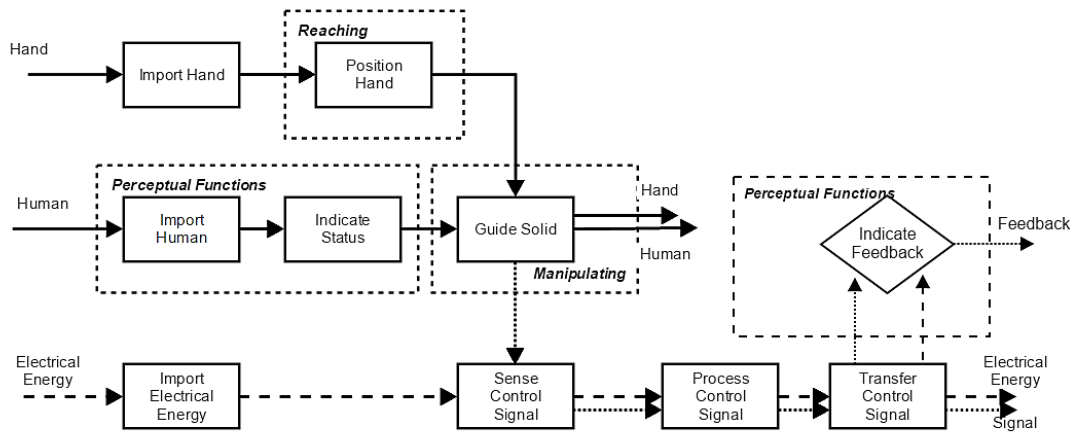 Reaching
Hand
Import Hand
Position
Hand
Perceptual Functions
Human
Import
Human
Indicate
Status
Guide Solid
Hand
Human
Manipulating
Perceptual Functions
Indicate
Feedback
Feedback
Electrical
Energy
Import
Electrical
Energy
Sense
Control
Signal
Process
Control
Signal
Transfer
Control
Signal
Electrical
Energy
Signal